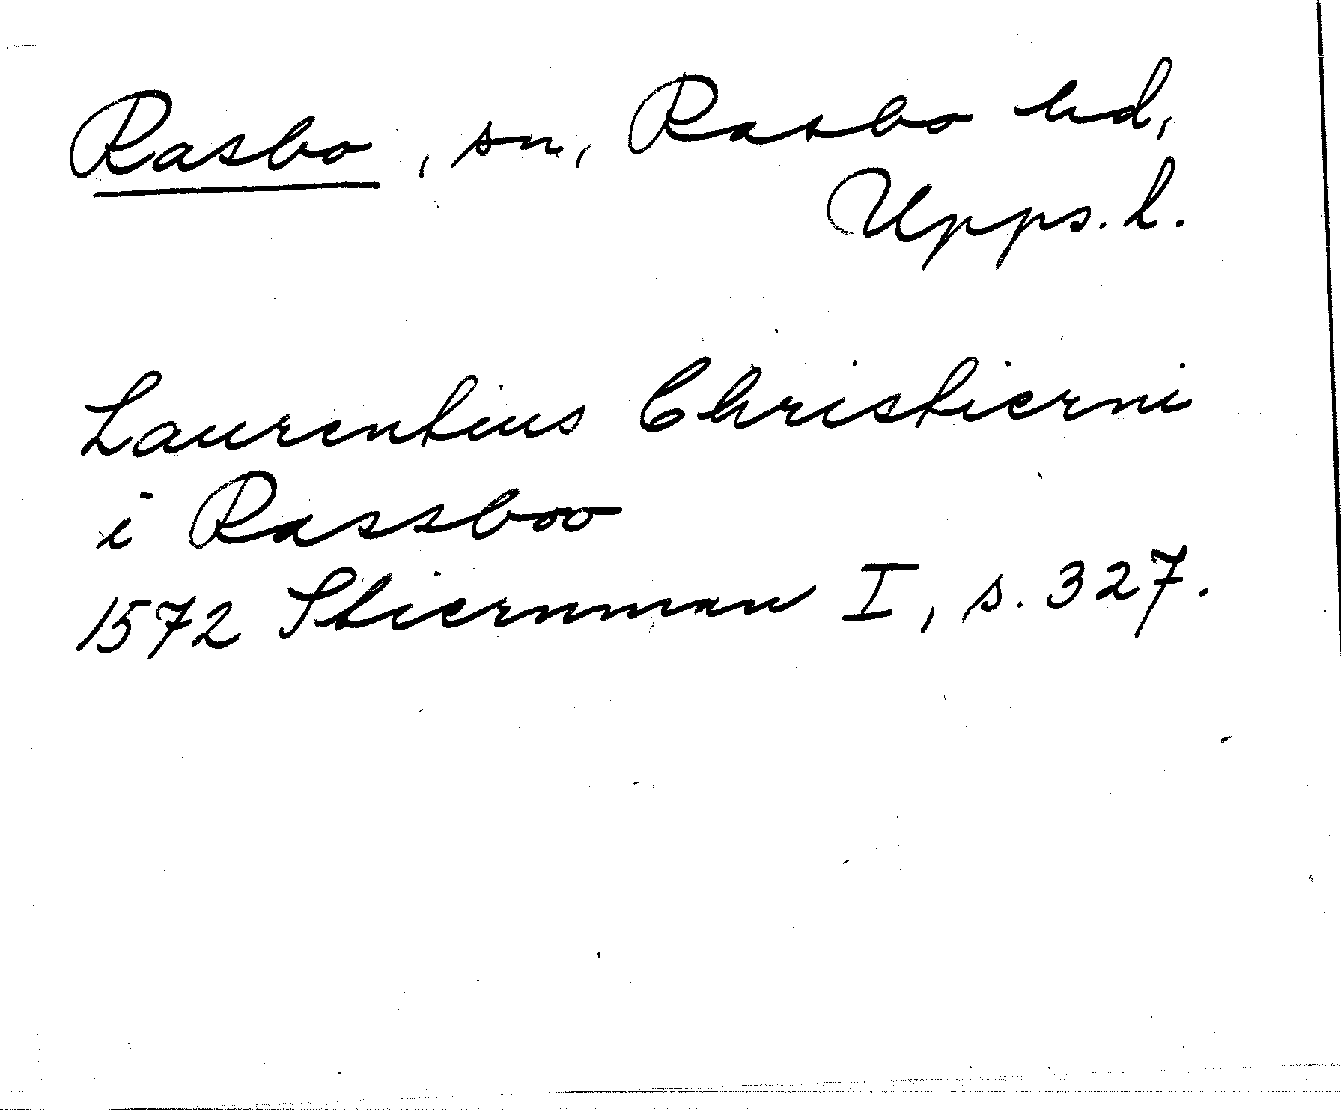 Rasbo, sn, Rasbo hd,
Upps. l.
Laurentius Christierni
i Rassboo
1572 Stiernman I, s. 327.